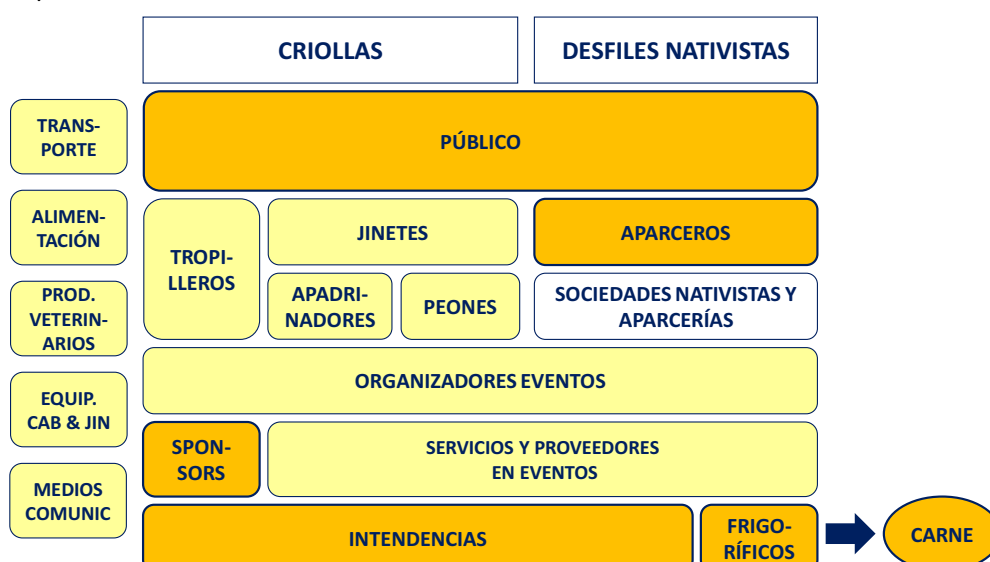 CRIOLLAS
DESFILES NATIVISTAS
TRANS-
PORTE
PÚBLICO
ALIMEN-
TACIÓN
TROPI-
LLEROS
JINETES
APARCEROS
PROD.
VETERIN-
ARIOS
APADRI-
NADORES
PEONES
SOCIEDADES NATIVISTAS Y
APARCERÍAS
ORGANIZADORES EVENTOS
EQUIP.
CAB & JIN
SPON-
SORS
SERVICIOS Y PROVEEDORES
EN EVENTOS
MEDIOS
COMUNIC
INTENDENCIAS
FRIGO-
RÍFICOS
CARNE